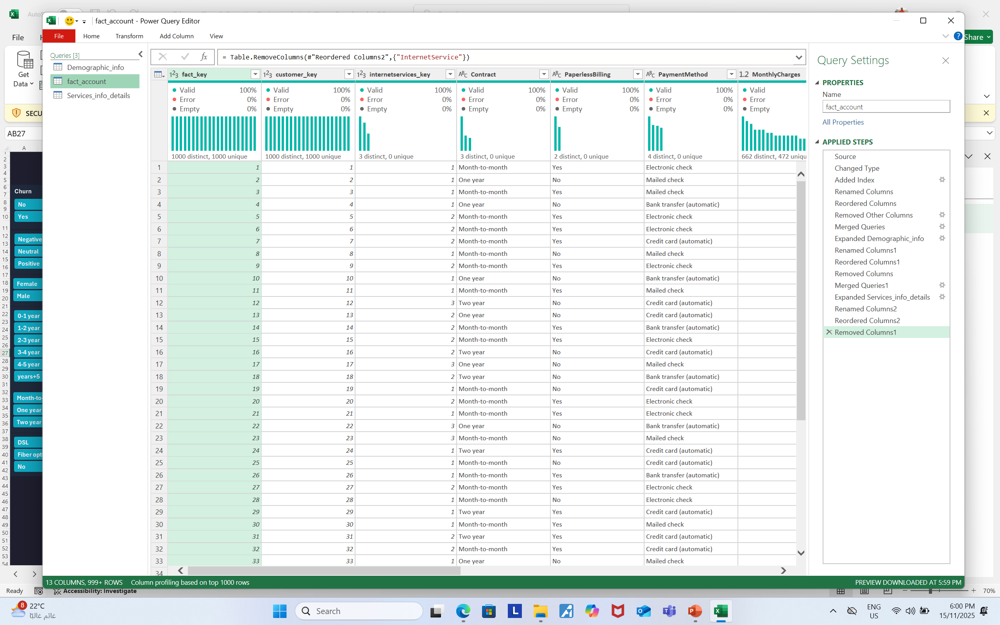 fact_account - Power Query Editor
File
Home
Transform
Add Column
View
File
Share
Get
Data
SECU
AB27
Queries [3]
Demographic_info
fact_account
Services_info_details
fx
= Table.RemoveColumns(#"Reordered Columns2",{"InternetService"})
fact_key customer_key internetservices_key Contract PaperlessBilling PaymentMethod 1.2 MonthlyCharges
Valid 100% Valid 100% Valid 100% Valid 100% Valid 100% Valid 100% Valid
Error 0% Error 0% Error 0% Error 0% Error 0% Error 0% Error
Empty 0% Empty 0% Empty 0% Empty 0% Empty 0% Empty 0% Empty
1000 distinct, 1000 unique 1000 distinct, 1000 unique 3 distinct, 0 unique 3 distinct, 0 unique 2 distinct, 0 unique 4 distinct, 0 unique 662 distinct, 472 uniqu
1 1 1 1 Month-to-month Yes Electronic check
2 2 2 1 One year No Mailed check
3 3 3 1 Month-to-month Yes Mailed check
4 4 4 1 One year No Bank transfer (automatic)
5 5 5 2 Month-to-month Yes Electronic check
6 6 6 2 Month-to-month Yes Electronic check
7 7 7 2 Month-to-month Yes Credit card (automatic)
8 8 8 1 Month-to-month No Mailed check
9 9 9 2 Month-to-month Yes Electronic check
10 10 10 1 One year No Bank transfer (automatic)
11 11 11 1 Month-to-month Yes Mailed check
12 12 12 3 Two year No Credit card (automatic)
13 13 13 2 One year No Credit card (automatic)
14 14 14 2 Month-to-month Yes Bank transfer (automatic)
15 15 15 2 Month-to-month Yes Electronic check
16 16 16 2 Two year No Credit card (automatic)
17 17 17 3 One year No Mailed check
18 18 18 2 Two year No Bank transfer (automatic)
19 19 19 1 Month-to-month No Credit card (automatic)
20 20 20 2 Month-to-month Yes Electronic check
21 21 21 1 Month-to-month Yes Electronic check
22 22 22 3 One year No Bank transfer (automatic)
23 23 23 3 Month-to-month No Mailed check
24 24 24 1 Two year Yes Credit card (automatic)
25 25 25 1 Month-to-month No Credit card (automatic)
26 26 26 1 Month-to-month Yes Bank transfer (automatic)
27 27 27 2 Month-to-month Yes Electronic check
28 28 28 1 Month-to-month No Electronic check
29 29 29 1 Two year Yes Credit card (automatic)
30 30 30 1 Month-to-month Yes Mailed check
31 31 31 2 Two year Yes Credit card (automatic)
32 32 32 2 Month-to-month Yes Credit card (automatic)
33 33 33 1 One year No Mailed check
34
Query Settings
PROPERTIES
Name
fact_account
All Properties
APPLIED STEPS
Source
Changed Type
Added Index
Renamed Columns
Reordered Columns
Removed Other Columns
Merged Queries
Expanded Demographic_info
Renamed Columns1
Reordered Columns1
Removed Columns
Merged Queries1
Expanded Services_info_details
Renamed Columns2
Reordered Columns2
Removed Columns1
A
Churn
No
Yes
Negative
Neutral
Positive
Female
Male
0-1 year
1-2 year
2-3 year
3-4 year
4-5 year
years+5
Month-to-
One year
Two year
DSL
Fiber opt
No
13 COLUMNS, 999+ ROWS Column profiling based on top 1000 rows
PREVIEW DOWNLOADED AT 5:59 PM
Ready
Accessibility: Investigate
70%
8
22°C
غائم غالبًا
Search
ENG
US
6:00 PM
15/11/2025